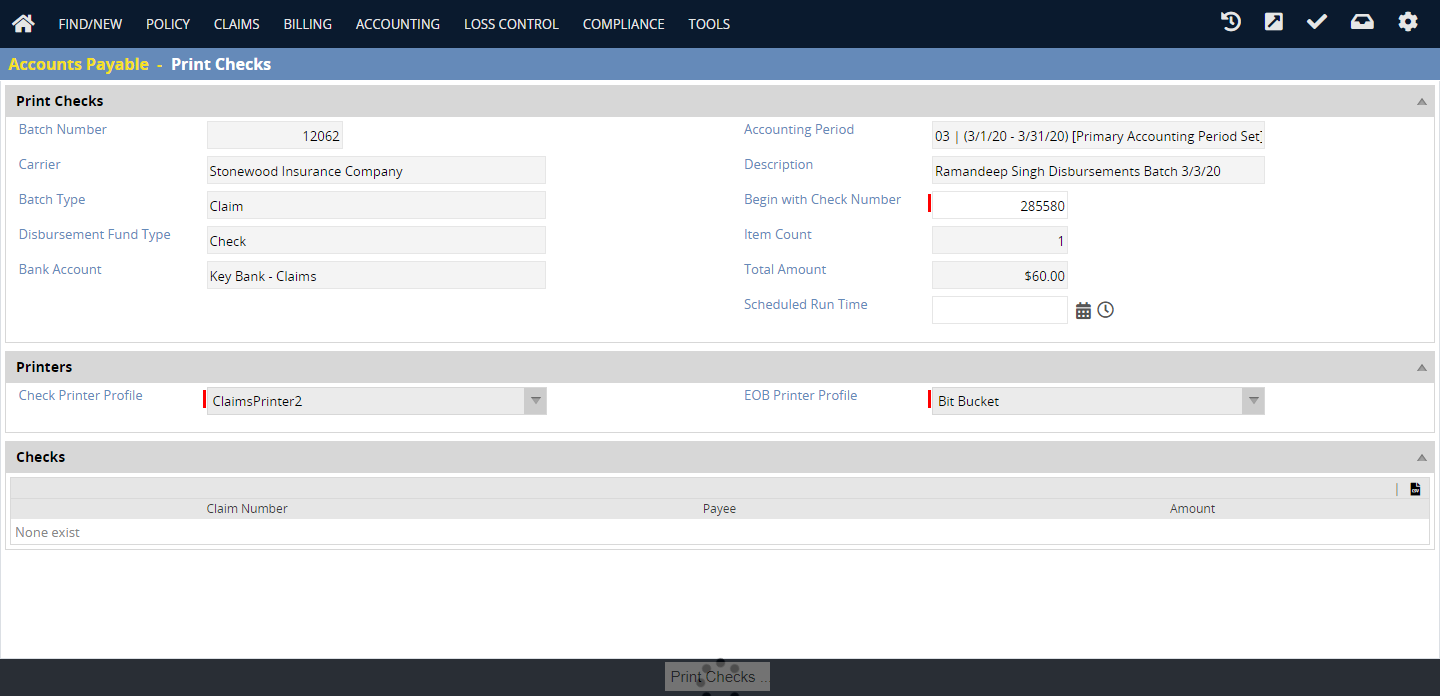 FIND/NEW POLICY CLAIMS BILLING ACCOUNTING LOSS CONTROL COMPLIANCE TOOLS
Accounts Payable - Print Checks
Print Checks
Batch Number 12062 Accounting Period 03 | (3/1/20 - 3/31/20) [Primary Accounting Period Set]
Carrier Stonewood Insurance Company Description Ramandeep Singh Disbursements Batch 3/3/20
Batch Type Claim Begin with Check Number 285580
Disbursement Fund Type Check Item Count 1
Bank Account Key Bank - Claims Total Amount $60.00
Scheduled Run Time
Printers
Check Printer Profile ClaimsPrinter2 EOB Printer Profile Bit Bucket
Checks
|
Claim Number Payee Amount
None exist
Print Checks ...